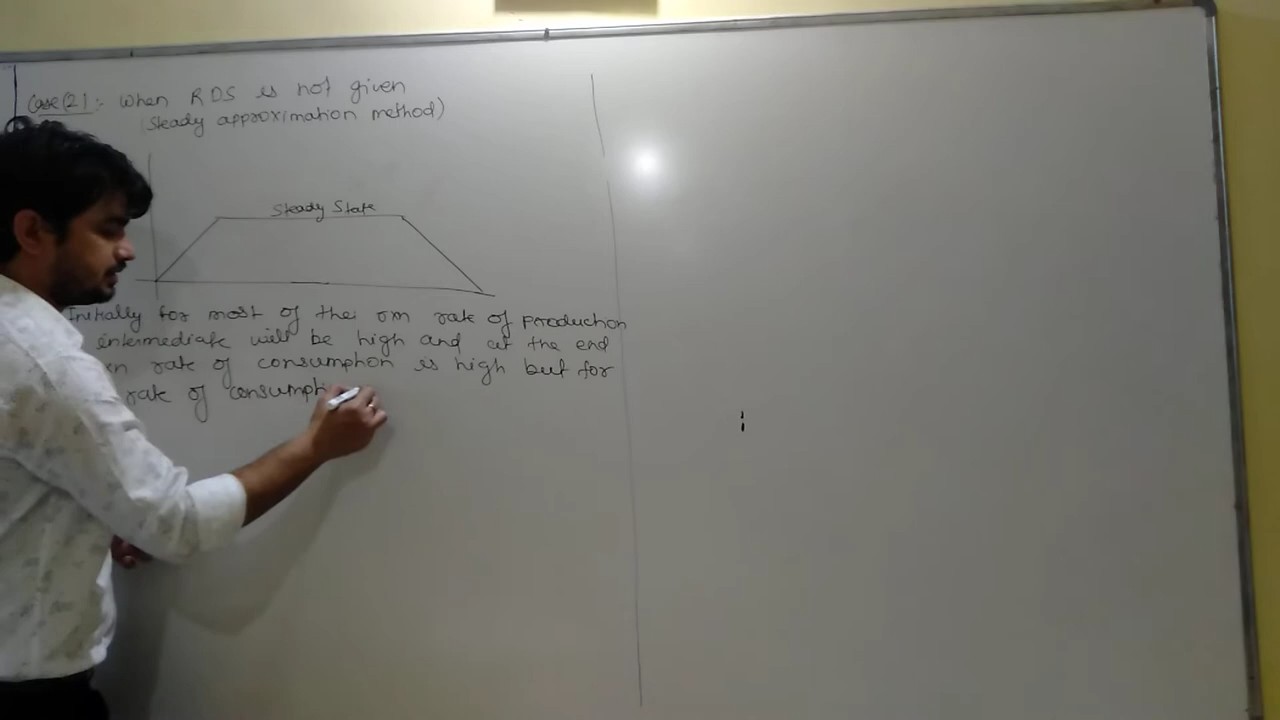 Case(2):- When RDS is not given
(Steady approximation method)
Steady State
Initially for most of the rxn rate of production
intermediate will be high and at the end
rxn rate of consumption is high but for
rate of consumpti